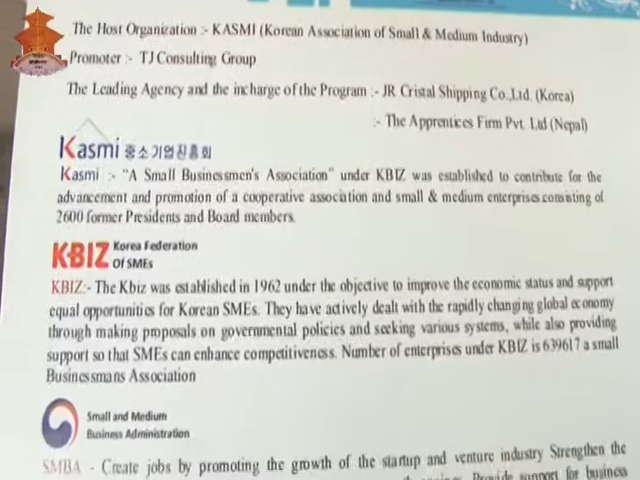 The Host Organization :- KASMI (Korean Association of Small & Medium Industry)
Promoter :- TJ Consulting Group
The Leading Agency and the incharge of the Program :- JR Cristal Shipping Co.,Ltd. (Korea)
:- The Apprentices Firm Pvt. Ltd (Nepal)
Kasmi 중소기업진흥회
Kasmi :- "A Small Businessmen's Association" under KBIZ was established to contribute for the
advancement and promotion of a cooperative association and small & medium enterprises consisting of
2600 former Presidents and Board members.
KBIZ Korea Federation
Of SMEs
KBIZ:- The Kbiz was established in 1962 under the objective to improve the economic status and support
equal opportunities for Korean SMEs. They have actively dealt with the rapidly changing global economy
through making proposals on governmental policies and seeking various systems, while also providing
support so that SMEs can enhance competitiveness. Number of enterprises under KBIZ is 639617 a small
Businessmans Association
Small and Medium
Business Administration
SMBA - Create jobs by promoting the growth of the startup and venture industry Strengthen the
Provide support for business